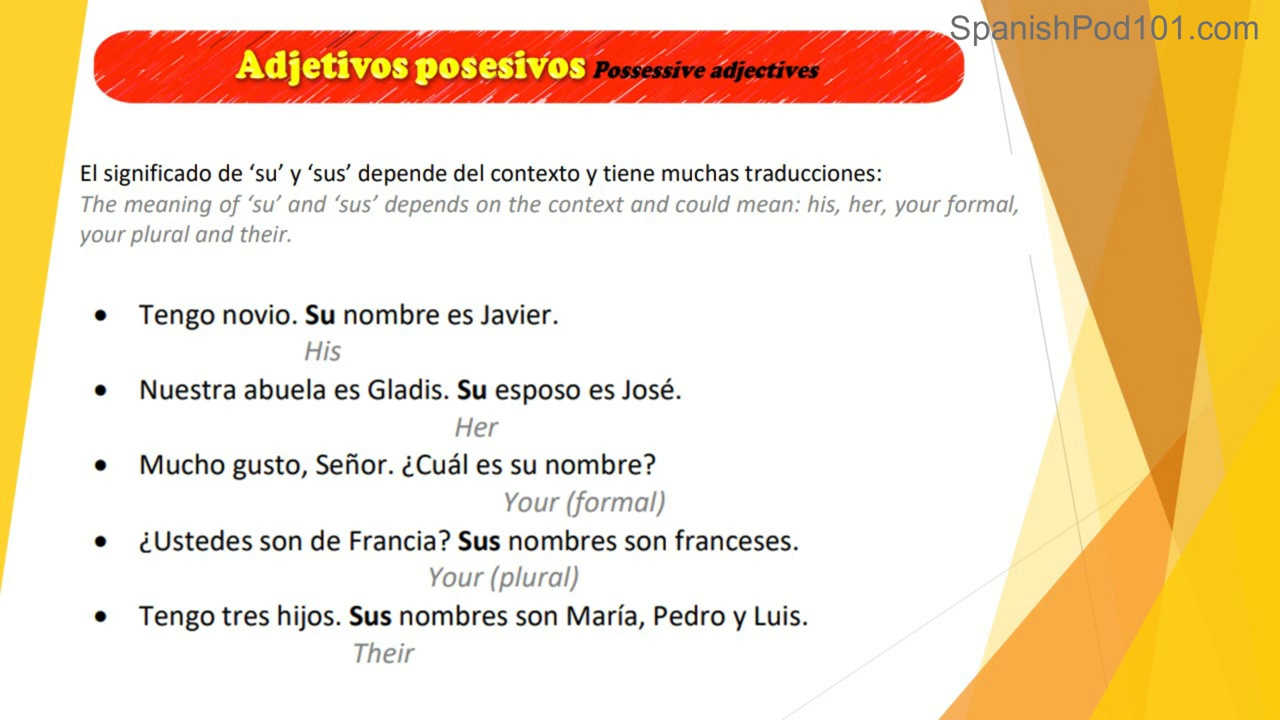 SpanishPod101.com
Adjetivos posesivos Possessive adjectives
El significado de ‘su’ y ‘sus’ depende del contexto y tiene muchas traducciones:
The meaning of ‘su’ and ‘sus’ depends on the context and could mean: his, her, your formal,
your plural and their.
• Tengo novio. Su nombre es Javier.
His
• Nuestra abuela es Gladis. Su esposo es José.
Her
• Mucho gusto, Señor. ¿Cuál es su nombre?
Your (formal)
• ¿Ustedes son de Francia? Sus nombres son franceses.
Your (plural)
• Tengo tres hijos. Sus nombres son María, Pedro y Luis.
Their